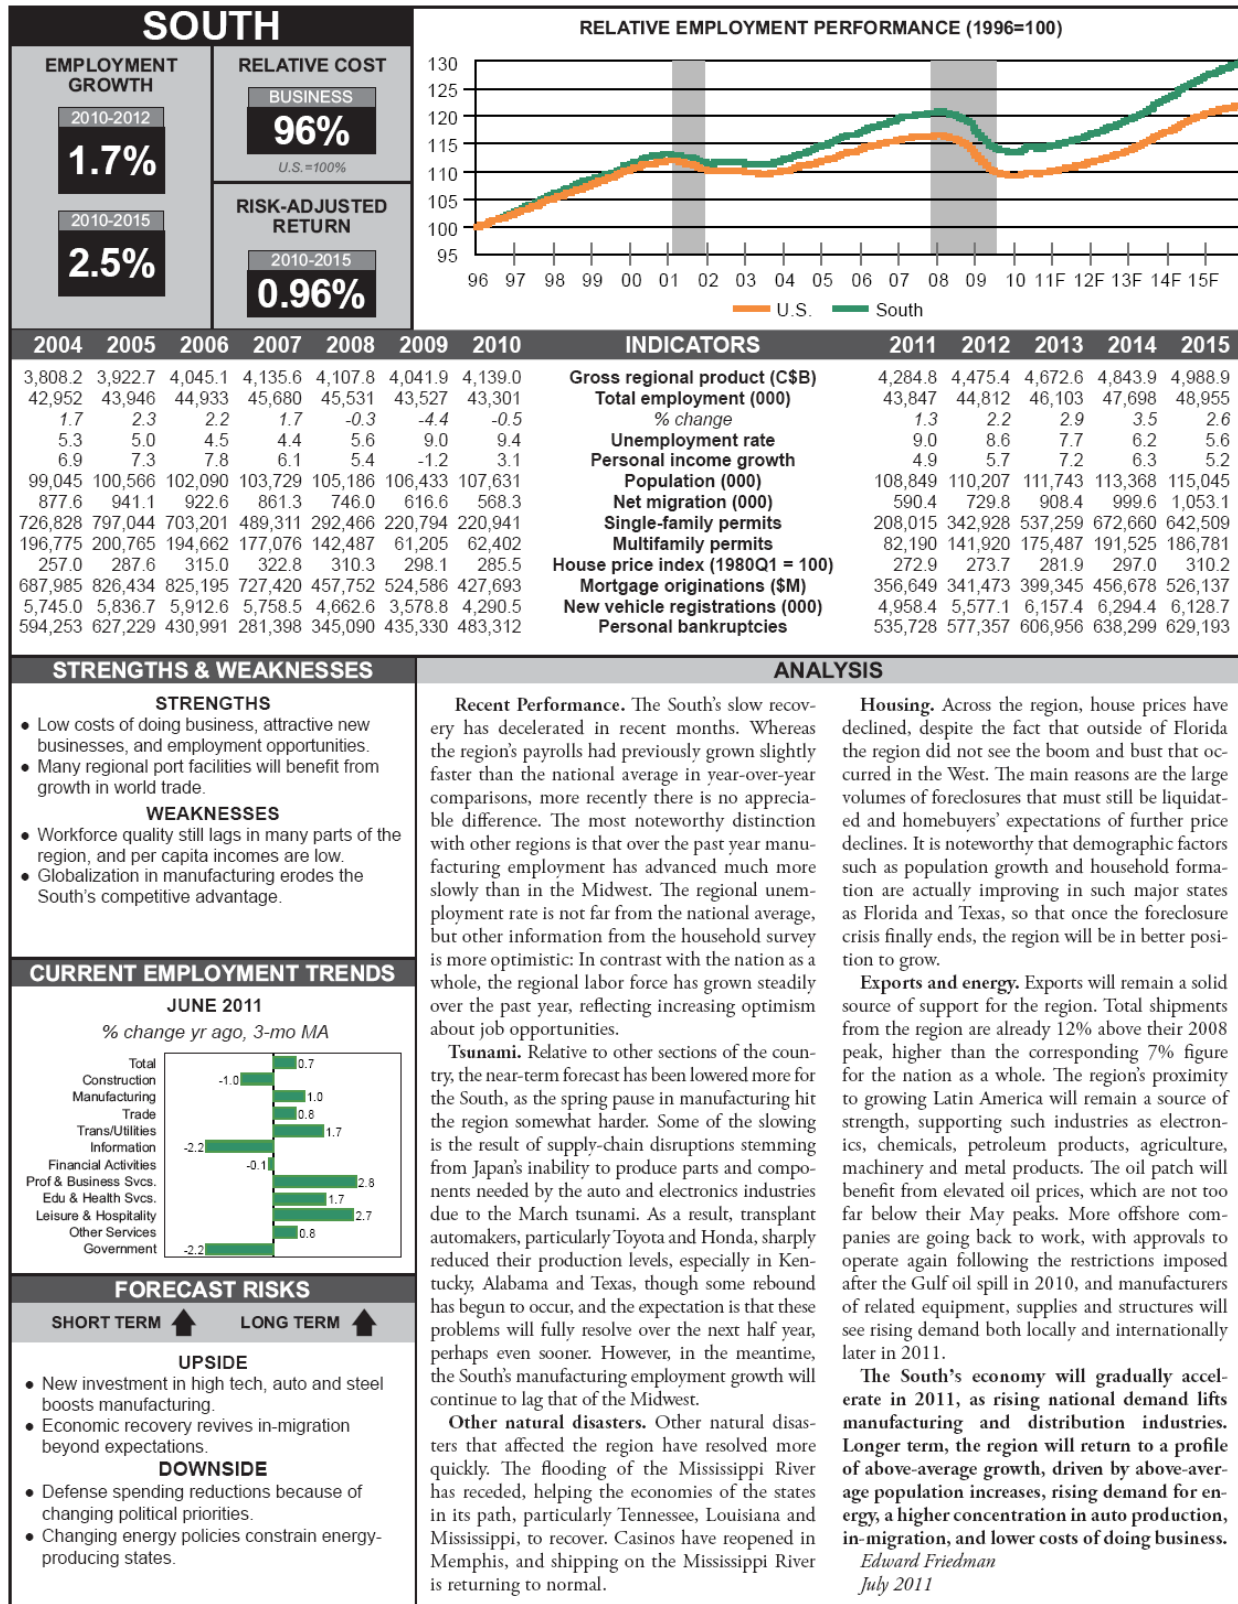 SOUTH
EMPLOYMENT
GROWTH
2010-2012
1.7%
2010-2015
2.5%
RELATIVE COST
BUSINESS
96%
U.S.=100%
RISK-ADJUSTED
RETURN
2010-2015
0.96%
RELATIVE EMPLOYMENT PERFORMANCE (1996=100)
130
125
120
115
110
105
100
95
96 97 98 99 00 01 02 03 04 05 06 07 08 09 10 11F 12F 13F 14F 15F
U.S. South
2004 2005 2006 2007 2008 2009 2010 INDICATORS 2011 2012 2013 2014 2015
3,808.2 3,922.7 4,045.1 4,135.6 4,107.8 4,041.9 4,139.0 Gross regional product (C$B) 4,284.8 4,475.4 4,672.6 4,843.9 4,988.9
42,952 43,946 44,933 45,680 45,531 43,527 43,301 Total employment (000) 43,847 44,812 46,103 47,698 48,955
1.7 2.3 2.2 1.7 -0.3 -4.4 -0.5 % change 1.3 2.2 2.9 3.5 2.6
5.3 5.0 4.5 4.4 5.6 9.0 9.4 Unemployment rate 9.0 8.6 7.7 6.2 5.6
6.9 7.3 7.8 6.1 5.4 -1.2 3.1 Personal income growth 4.9 5.7 7.2 6.3 5.2
99,045 100,566 102,090 103,729 105,186 106,433 107,631 Population (000) 108,849 110,207 111,743 113,368 115,045
877.6 941.1 922.6 861.3 746.0 616.6 568.3 Net migration (000) 590.4 729.8 908.4 999.6 1,053.1
726,828 797,044 703,201 489,311 292,466 220,794 220,941 Single-family permits 208,015 342,928 537,259 672,660 642,509
196,775 200,765 194,662 177,076 142,487 61,205 62,402 Multifamily permits 82,190 141,920 175,487 191,525 186,781
257.0 287.6 315.0 322.8 310.3 298.1 285.5 House price index (1980Q1 = 100) 272.9 273.7 281.9 297.0 310.2
687,985 826,434 825,195 727,420 457,752 524,586 427,693 Mortgage originations ($M) 356,649 341,473 399,345 456,678 526,137
5,745.0 5,836.7 5,912.6 5,758.5 4,662.6 3,578.8 4,290.5 New vehicle registrations (000) 4,958.4 5,577.1 6,157.4 6,294.4 6,128.7
594,253 627,229 430,991 281,398 345,090 435,330 483,312 Personal bankruptcies 535,728 577,357 606,956 638,299 629,193
STRENGTHS & WEAKNESSES
STRENGTHS
• Low costs of doing business, attractive new
businesses, and employment opportunities.
• Many regional port facilities will benefit from
growth in world trade.
WEAKNESSES
• Workforce quality still lags in many parts of the
region, and per capita incomes are low.
• Globalization in manufacturing erodes the
South's competitive advantage.
CURRENT EMPLOYMENT TRENDS
JUNE 2011
% change yr ago, 3-mo MA
Total 0.7
Construction -1.0
Manufacturing 1.0
Trade 0.8
Trans/Utilities 1.7
Information -2.2
Financial Activities -0.1
Prof & Business Svcs. 2.8
Edu & Health Svcs. 1.7
Leisure & Hospitality 2.7
Other Services 0.8
Government -2.2
FORECAST RISKS
SHORT TERM LONG TERM
UPSIDE
• New investment in high tech, auto and steel
boosts manufacturing.
• Economic recovery revives in-migration
beyond expectations.
DOWNSIDE
• Defense spending reductions because of
changing political priorities.
• Changing energy policies constrain energy-
producing states.
ANALYSIS
Recent Performance. The South's slow recov-
ery has decelerated in recent months. Whereas
the region's payrolls had previously grown slightly
faster than the national average in year-over-year
comparisons, more recently there is no apprecia-
ble difference. The most noteworthy distinction
with other regions is that over the past year manu-
facturing employment has advanced much more
slowly than in the Midwest. The regional unem-
ployment rate is not far from the national average,
but other information from the household survey
is more optimistic: In contrast with the nation as a
whole, the regional labor force has grown steadily
over the past year, reflecting increasing optimism
about job opportunities.
Tsunami. Relative to other sections of the coun-
try, the near-term forecast has been lowered more for
the South, as the spring pause in manufacturing hit
the region somewhat harder. Some of the slowing
is the result of supply-chain disruptions stemming
from Japan's inability to produce parts and compo-
nents needed by the auto and electronics industries
due to the March tsunami. As a result, transplant
automakers, particularly Toyota and Honda, sharply
reduced their production levels, especially in Ken-
tucky, Alabama and Texas, though some rebound
has begun to occur, and the expectation is that these
problems will fully resolve over the next half year,
perhaps even sooner. However, in the meantime,
the South's manufacturing employment growth will
continue to lag that of the Midwest.
Other natural disasters. Other natural disas-
ters that affected the region have resolved more
quickly. The flooding of the Mississippi River
has receded, helping the economies of the states
in its path, particularly Tennessee, Louisiana and
Mississippi, to recover. Casinos have reopened in
Memphis, and shipping on the Mississippi River
is returning to normal.
Housing. Across the region, house prices have
declined, despite the fact that outside of Florida
the region did not see the boom and bust that oc-
curred in the West. The main reasons are the large
volumes of foreclosures that must still be liquidat-
ed and homebuyers' expectations of further price
declines. It is noteworthy that demographic factors
such as population growth and household forma-
tion are actually improving in such major states
as Florida and Texas, so that once the foreclosure
crisis finally ends, the region will be in better posi-
tion to grow.
Exports and energy. Exports will remain a solid
source of support for the region. Total shipments
from the region are already 12% above their 2008
peak, higher than the corresponding 7% figure
for the nation as a whole. The region's proximity
to growing Latin America will remain a source of
strength, supporting such industries as electron-
ics, chemicals, petroleum products, agriculture,
machinery and metal products. The oil patch will
benefit from elevated oil prices, which are not too
far below their May peaks. More offshore com-
panies are going back to work, with approvals to
operate again following the restrictions imposed
after the Gulf oil spill in 2010, and manufacturers
of related equipment, supplies and structures will
see rising demand both locally and internationally
later in 2011.
The South's economy will gradually accel-
erate in 2011, as rising national demand lifts
manufacturing and distribution industries.
Longer term, the region will return to a profile
of above-average growth, driven by above-aver-
age population increases, rising demand for en-
ergy, a higher concentration in auto production,
in-migration, and lower costs of doing business.
Edward Friedman
July 2011